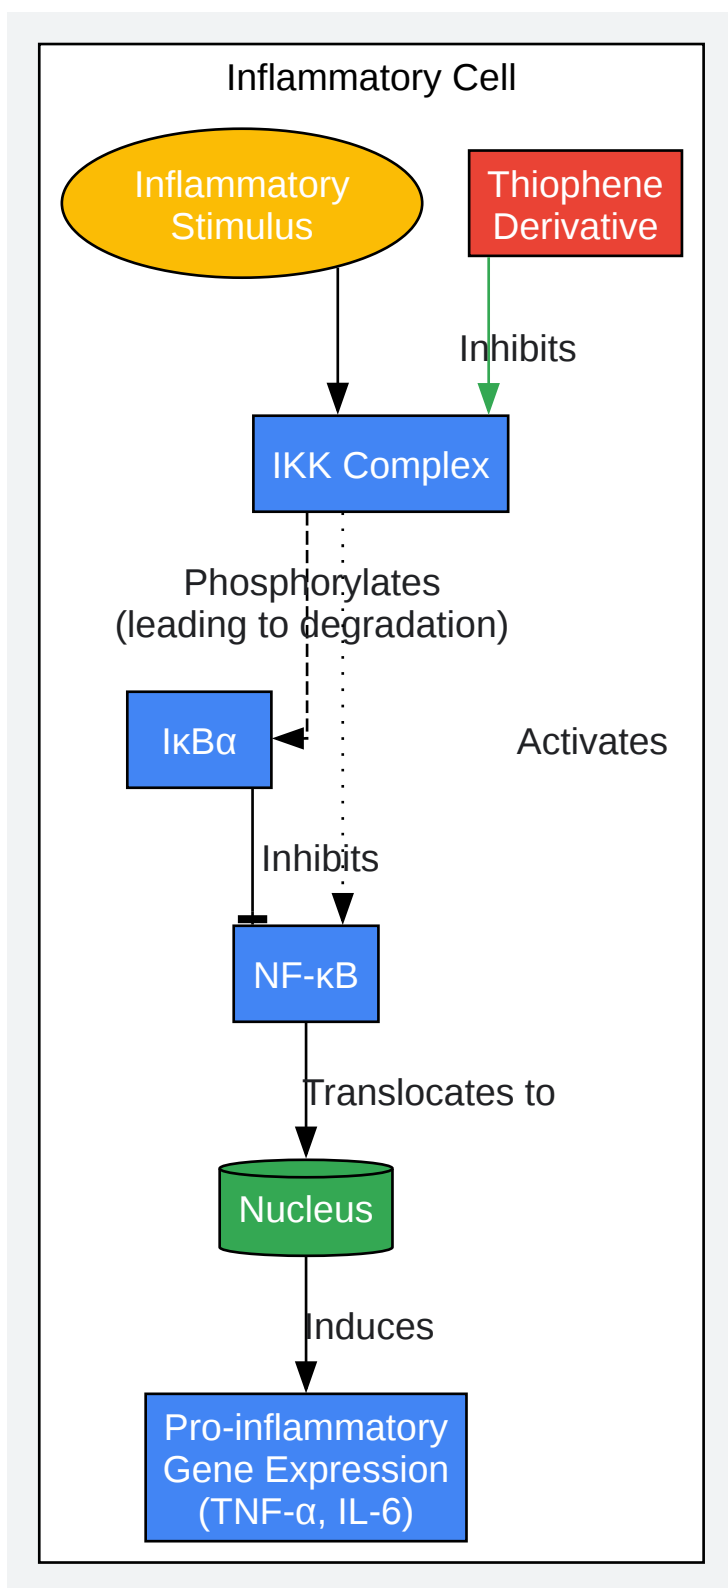 Inflammatory Cell
Inflammatory
Stimulus
Thiophene
Derivative
Inhibits
IKK Complex
Phosphorylates
(leading to degradation)
IκBα
Activates
Inhibits
NF-κB
Translocates to
Nucleus
Induces
Pro-inflammatory
Gene Expression
(TNF-α, IL-6)